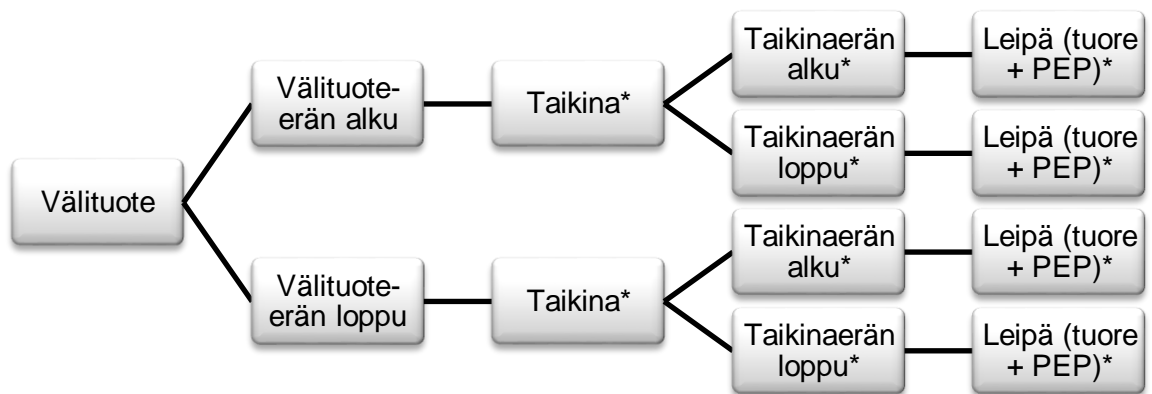 Välituote
Välituote-
erän alku
Taikina*
Taikinaerän
alku*
Leipä (tuore
+ PEP)*
Taikinaerän
loppu*
Leipä (tuore
+ PEP)*
Välituote-
erän loppu
Taikina*
Taikinaerän
alku*
Leipä (tuore
+ PEP)*
Taikinaerän
loppu*
Leipä (tuore
+ PEP)*